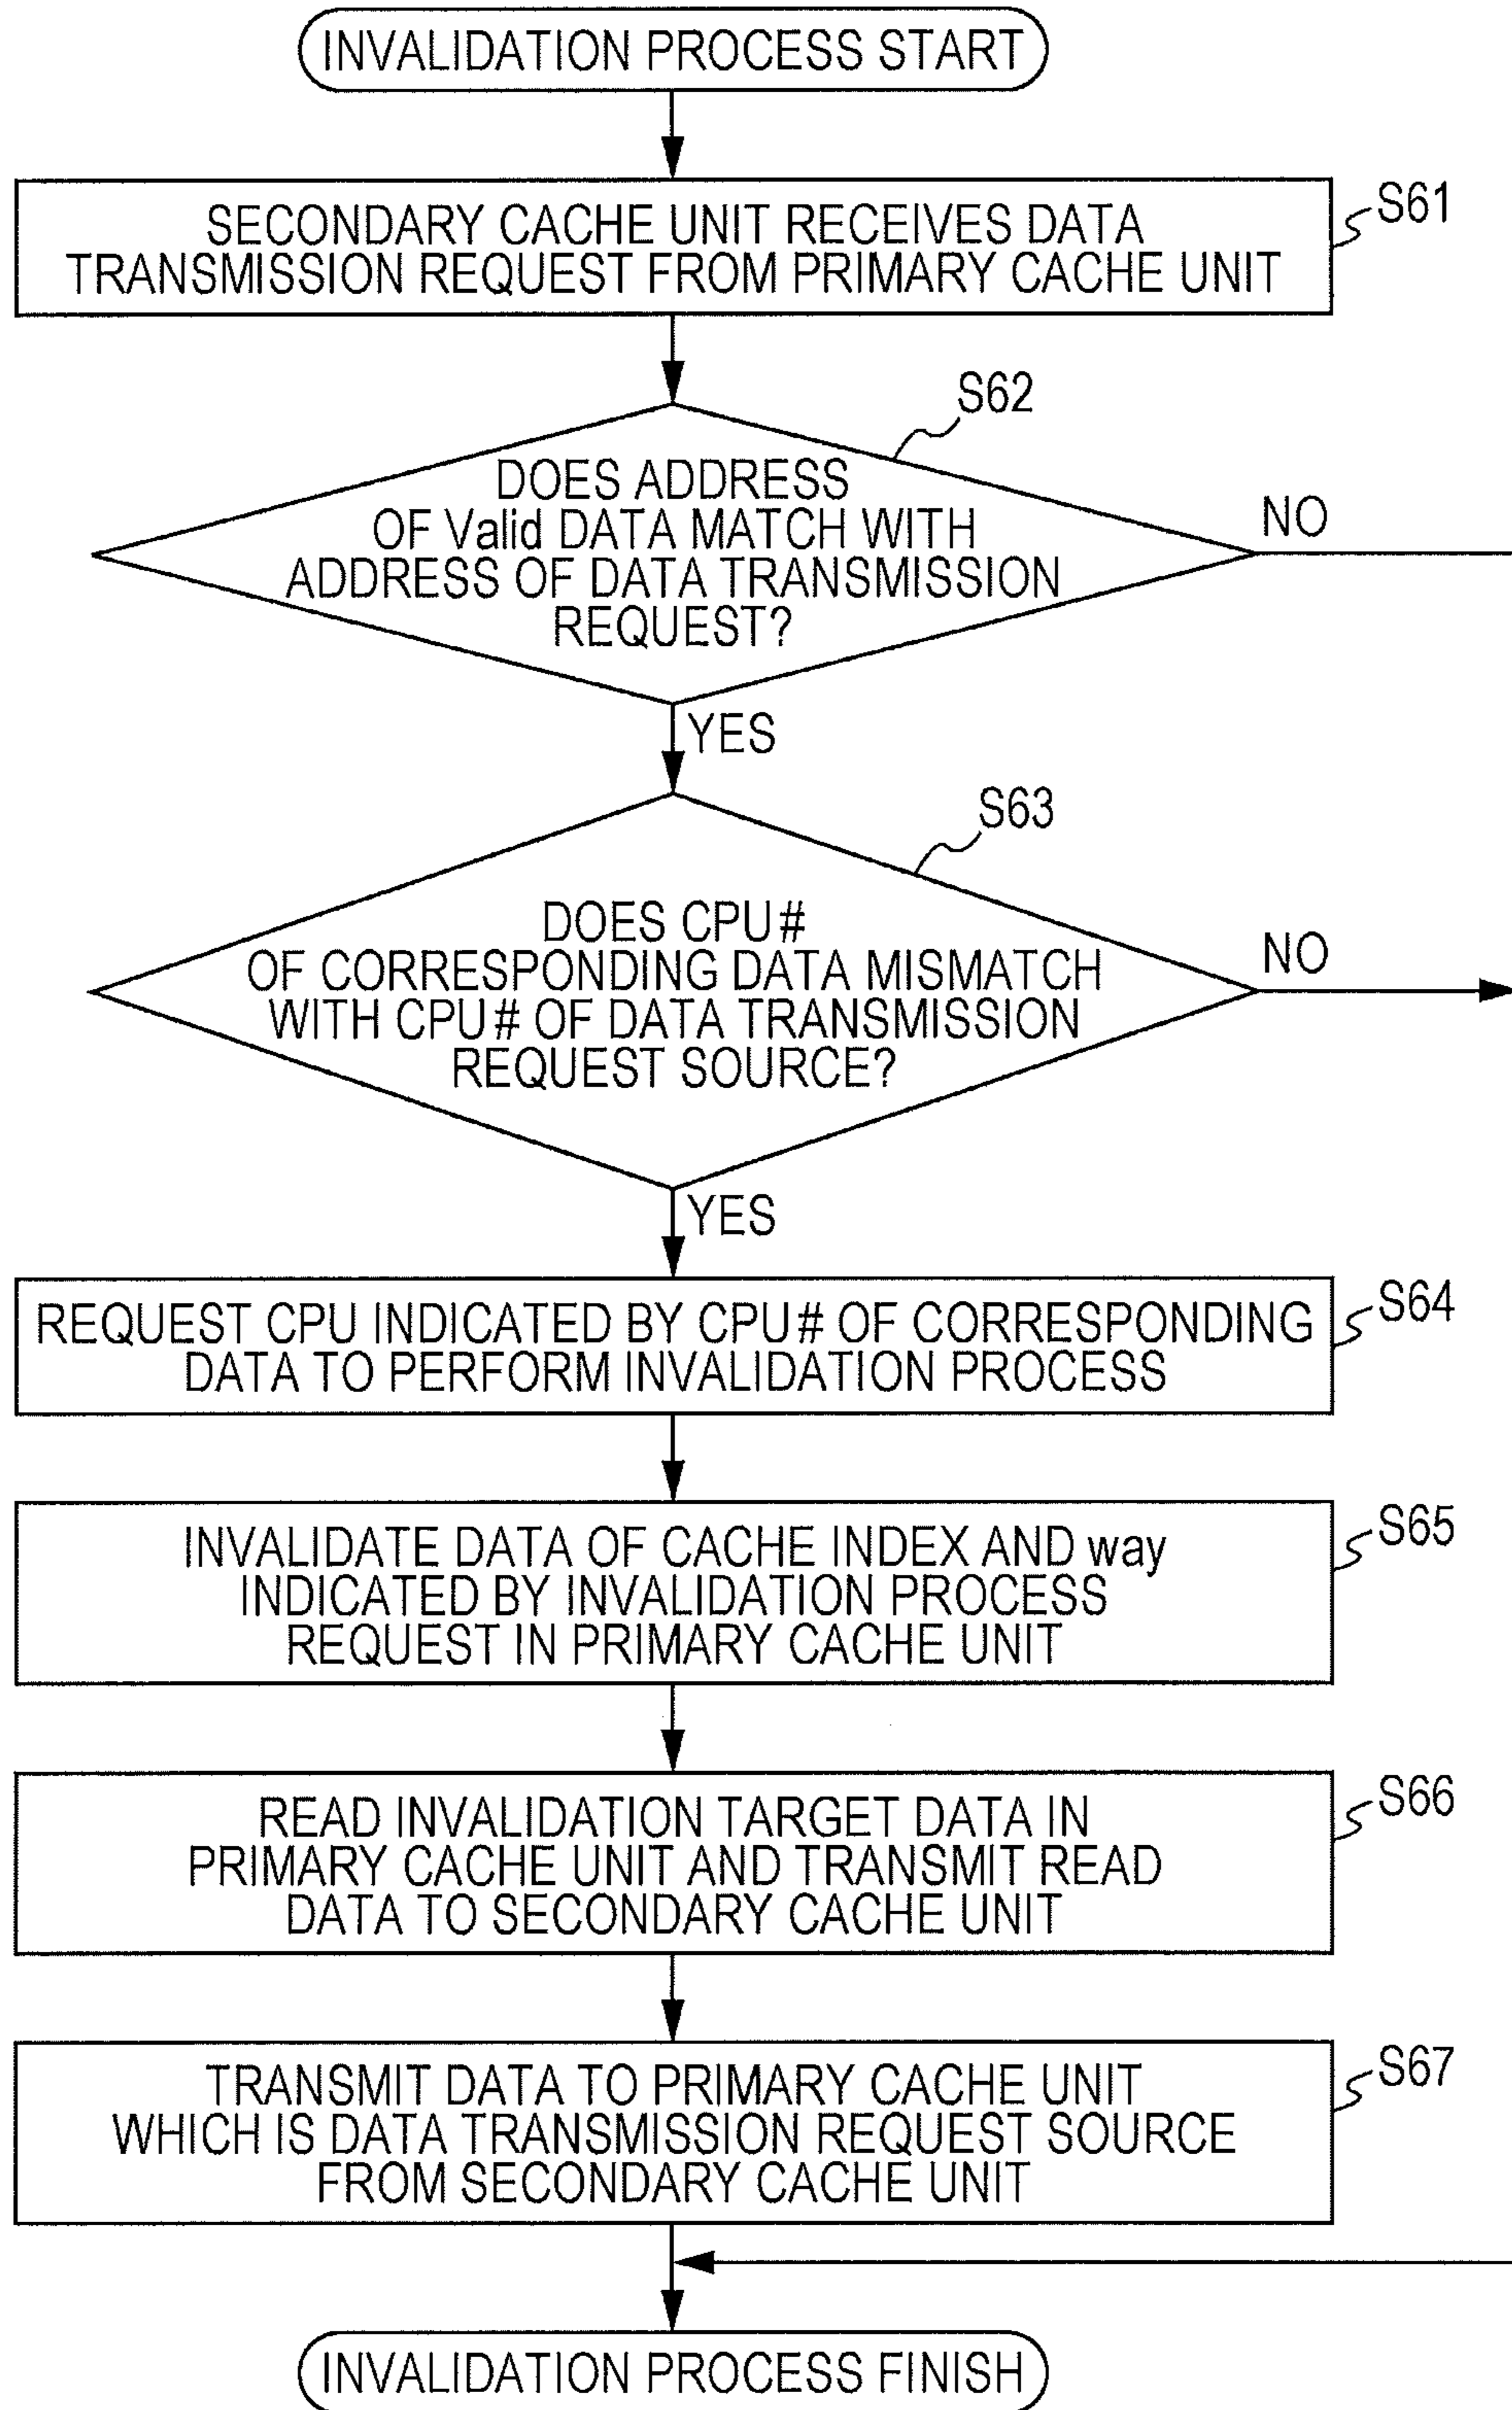 INVALIDATION PROCESS START
SECONDARY CACHE UNIT RECEIVES DATA
TRANSMISSION REQUEST FROM PRIMARY CACHE UNIT
S61
S62
DOES ADDRESS
OF Valid DATA MATCH WITH
ADDRESS OF DATA TRANSMISSION
REQUEST?
NO
YES
S63
DOES CPU#
OF CORRESPONDING DATA MISMATCH
WITH CPU# OF DATA TRANSMISSION
REQUEST SOURCE?
NO
YES
REQUEST CPU INDICATED BY CPU# OF CORRESPONDING
DATA TO PERFORM INVALIDATION PROCESS
S64
INVALIDATE DATA OF CACHE INDEX AND way
INDICATED BY INVALIDATION PROCESS
REQUEST IN PRIMARY CACHE UNIT
S65
READ INVALIDATION TARGET DATA IN
PRIMARY CACHE UNIT AND TRANSMIT READ
DATA TO SECONDARY CACHE UNIT
S66
TRANSMIT DATA TO PRIMARY CACHE UNIT
WHICH IS DATA TRANSMISSION REQUEST SOURCE
FROM SECONDARY CACHE UNIT
S67
INVALIDATION PROCESS FINISH